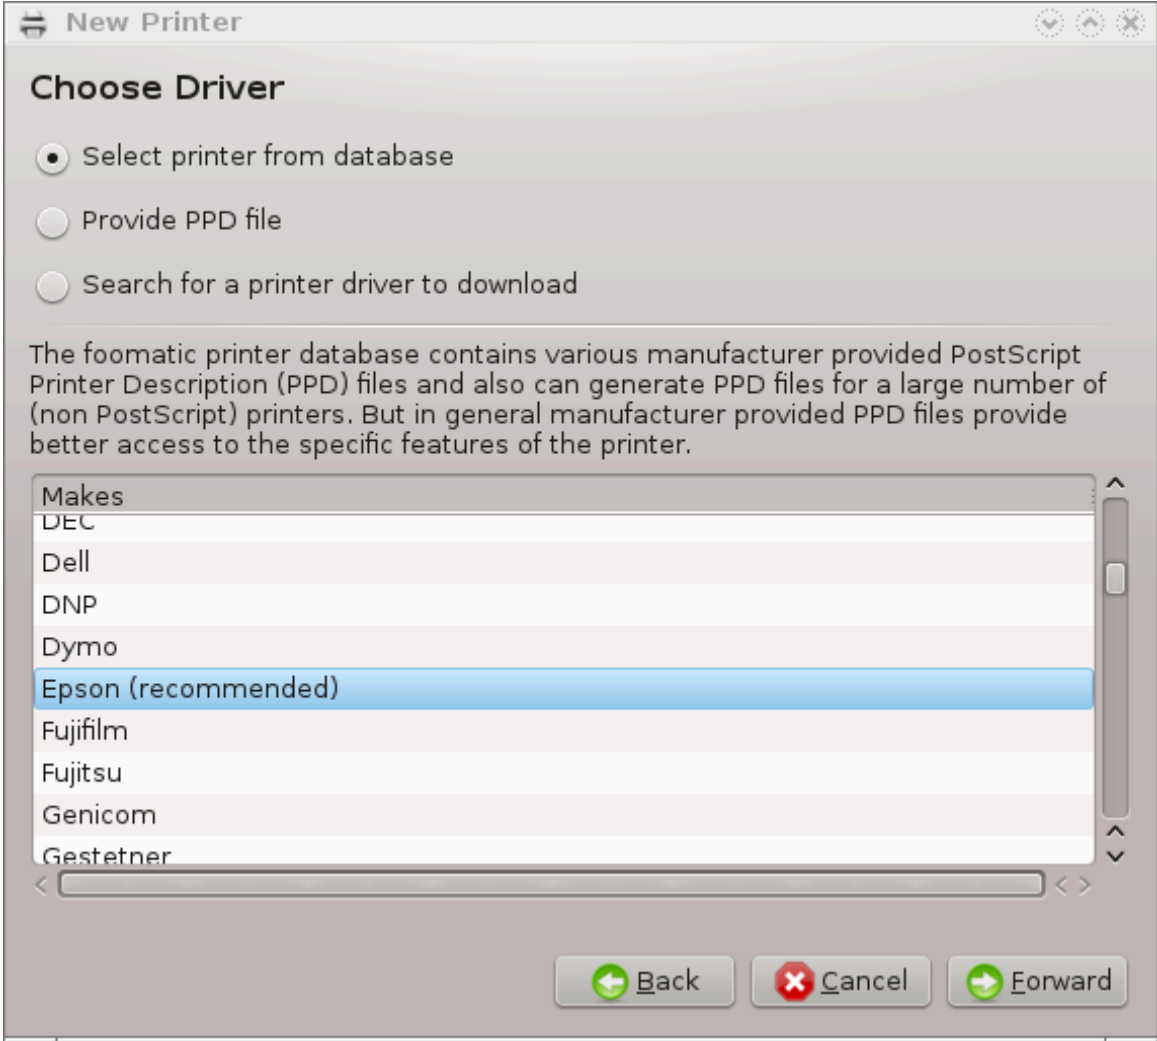 New Printer
Choose Driver
Select printer from database
Provide PPD file
Search for a printer driver to download
The foomatic printer database contains various manufacturer provided PostScript
Printer Description (PPD) files and also can generate PPD files for a large number of
(non PostScript) printers. But in general manufacturer provided PPD files provide
better access to the specific features of the printer.
Makes
DEC
Dell
DNP
Dymo
Epson (recommended)
Fujifilm
Fujitsu
Genicom
Gestetner
Back Cancel Forward